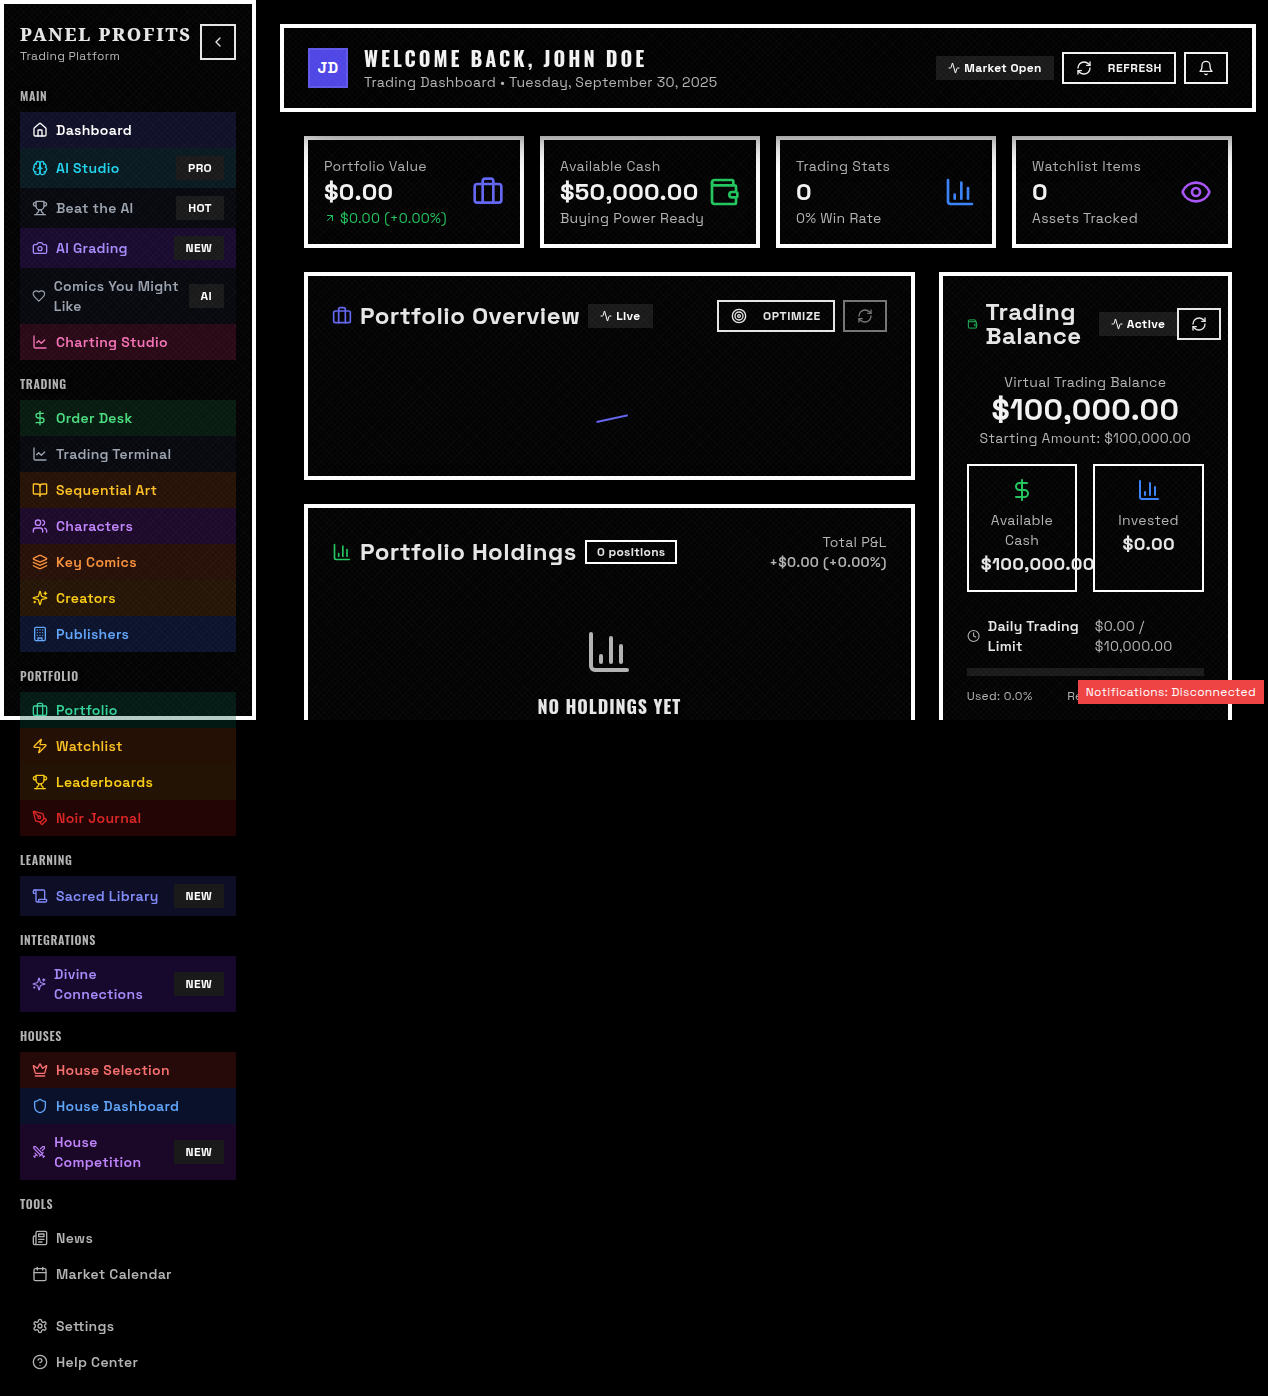 PANEL PROFITS
Trading Platform
MAIN
Dashboard
AI Studio PRO
Beat the AI HOT
AI Grading NEW
Comics You Might
Like
AI
Charting Studio
TRADING
Order Desk
Trading Terminal
Sequential Art
Characters
Key Comics
Creators
Publishers
PORTFOLIO
Portfolio
Watchlist
Leaderboards
Noir Journal
LEARNING
Sacred Library NEW
INTEGRATIONS
Divine
Connections
NEW
HOUSES
House Selection
House Dashboard
House
Competition
NEW
TOOLS
News
Market Calendar
Settings
Help Center
JD
WELCOME BACK, JOHN DOE
Trading Dashboard • Tuesday, September 30, 2025
Market Open
REFRESH
Portfolio Value
$0.00
$0.00 (+0.00%)
Available Cash
$50,000.00
Buying Power Ready
Trading Stats
0
0% Win Rate
Watchlist Items
0
Assets Tracked
Portfolio Overview
Live
OPTIMIZE
Portfolio Holdings
0 positions
Total P&L
+$0.00 (+0.00%)
NO HOLDINGS YET
Trading
Balance
Active
Virtual Trading Balance
$100,000.00
Starting Amount: $100,000.00
Available
Cash
$100,000.00
Invested
$0.00
Daily Trading
Limit
$0.00 /
$10,000.00
Used: 0.0%
Notifications: Disconnected